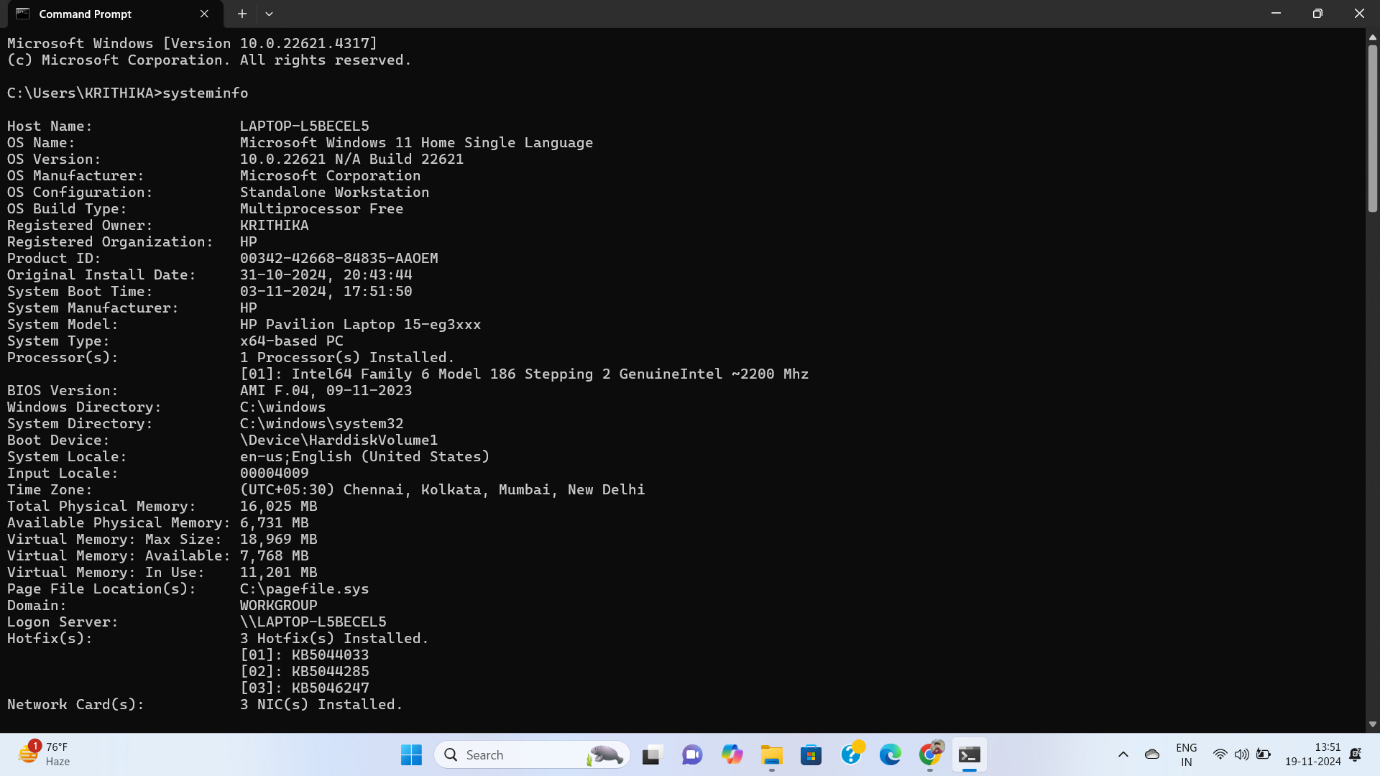 Command Prompt
Microsoft Windows [Version 10.0.22621.4317]
(c) Microsoft Corporation. All rights reserved.
C:\Users\KRITHIKA>systeminfo
Host Name: LAPTOP-L5BECEL5
OS Name: Microsoft Windows 11 Home Single Language
OS Version: 10.0.22621 N/A Build 22621
OS Manufacturer: Microsoft Corporation
OS Configuration: Standalone Workstation
OS Build Type: Multiprocessor Free
Registered Owner: KRITHIKA
Registered Organization: HP
Product ID: 00342-42668-84835-AAOEM
Original Install Date: 31-10-2024, 20:43:44
System Boot Time: 03-11-2024, 17:51:50
System Manufacturer: HP
System Model: HP Pavilion Laptop 15-eg3xxx
System Type: x64-based PC
Processor(s): 1 Processor(s) Installed.
[01]: Intel64 Family 6 Model 186 Stepping 2 GenuineIntel ~2200 Mhz
BIOS Version: AMI F.04, 09-11-2023
Windows Directory: C:\windows
System Directory: C:\windows\system32
Boot Device: \Device\HarddiskVolume1
System Locale: en-us;English (United States)
Input Locale: 00004009
Time Zone: (UTC+05:30) Chennai, Kolkata, Mumbai, New Delhi
Total Physical Memory: 16,025 MB
Available Physical Memory: 6,731 MB
Virtual Memory: Max Size: 18,969 MB
Virtual Memory: Available: 7,768 MB
Virtual Memory: In Use: 11,201 MB
Page File Location(s): C:\pagefile.sys
Domain: WORKGROUP
Logon Server: \\LAPTOP-L5BECEL5
Hotfix(s): 3 Hotfix(s) Installed.
[01]: KB5044033
[02]: KB5044285
[03]: KB5046247
Network Card(s): 3 NIC(s) Installed.
1
76°F
Haze
Search
ENG
IN
13:51
19-11-2024